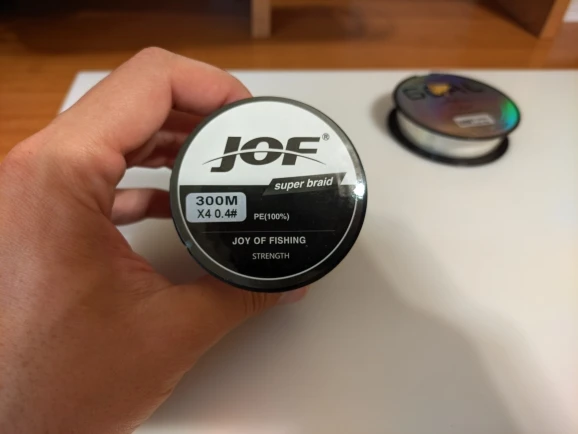 JOF®
super braid
300M
X4 0.4#
PE(100%)
JOY OF FISHING
STRENGTH